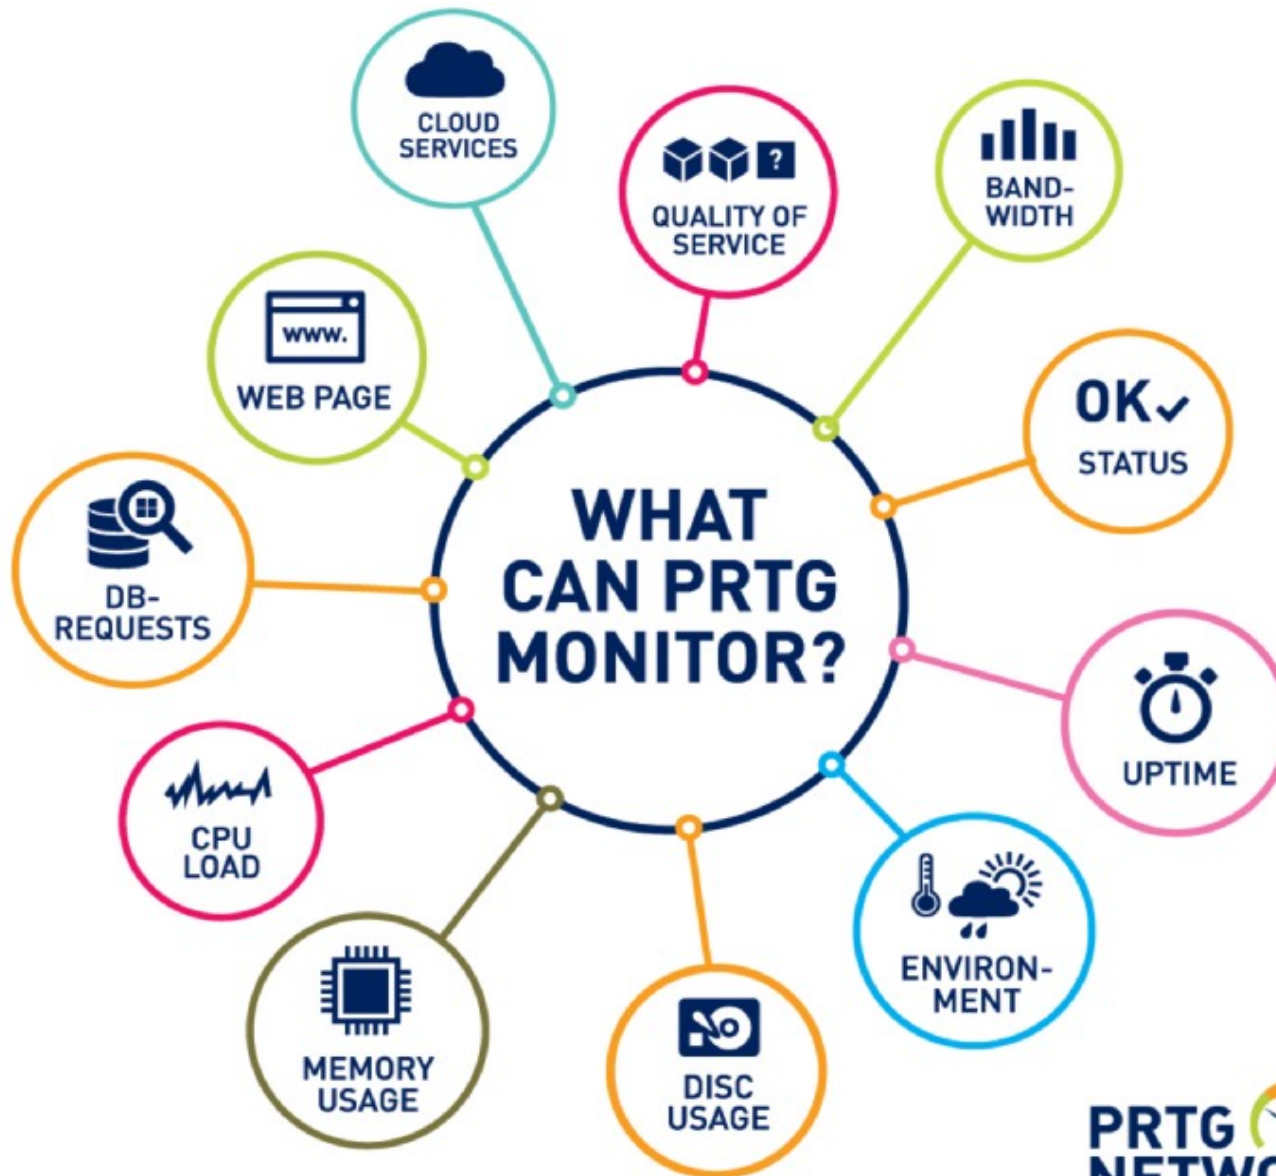 CLOUD
SERVICES
?
QUALITY OF
SERVICE
BAND-
WIDTH
www.
WEB PAGE
OK
STATUS
WHAT
CAN PRTG
MONITOR?
DB-
REQUESTS
UPTIME
CPU
LOAD
ENVIRON-
MENT
MEMORY
USAGE
DISC
USAGE
PRTG